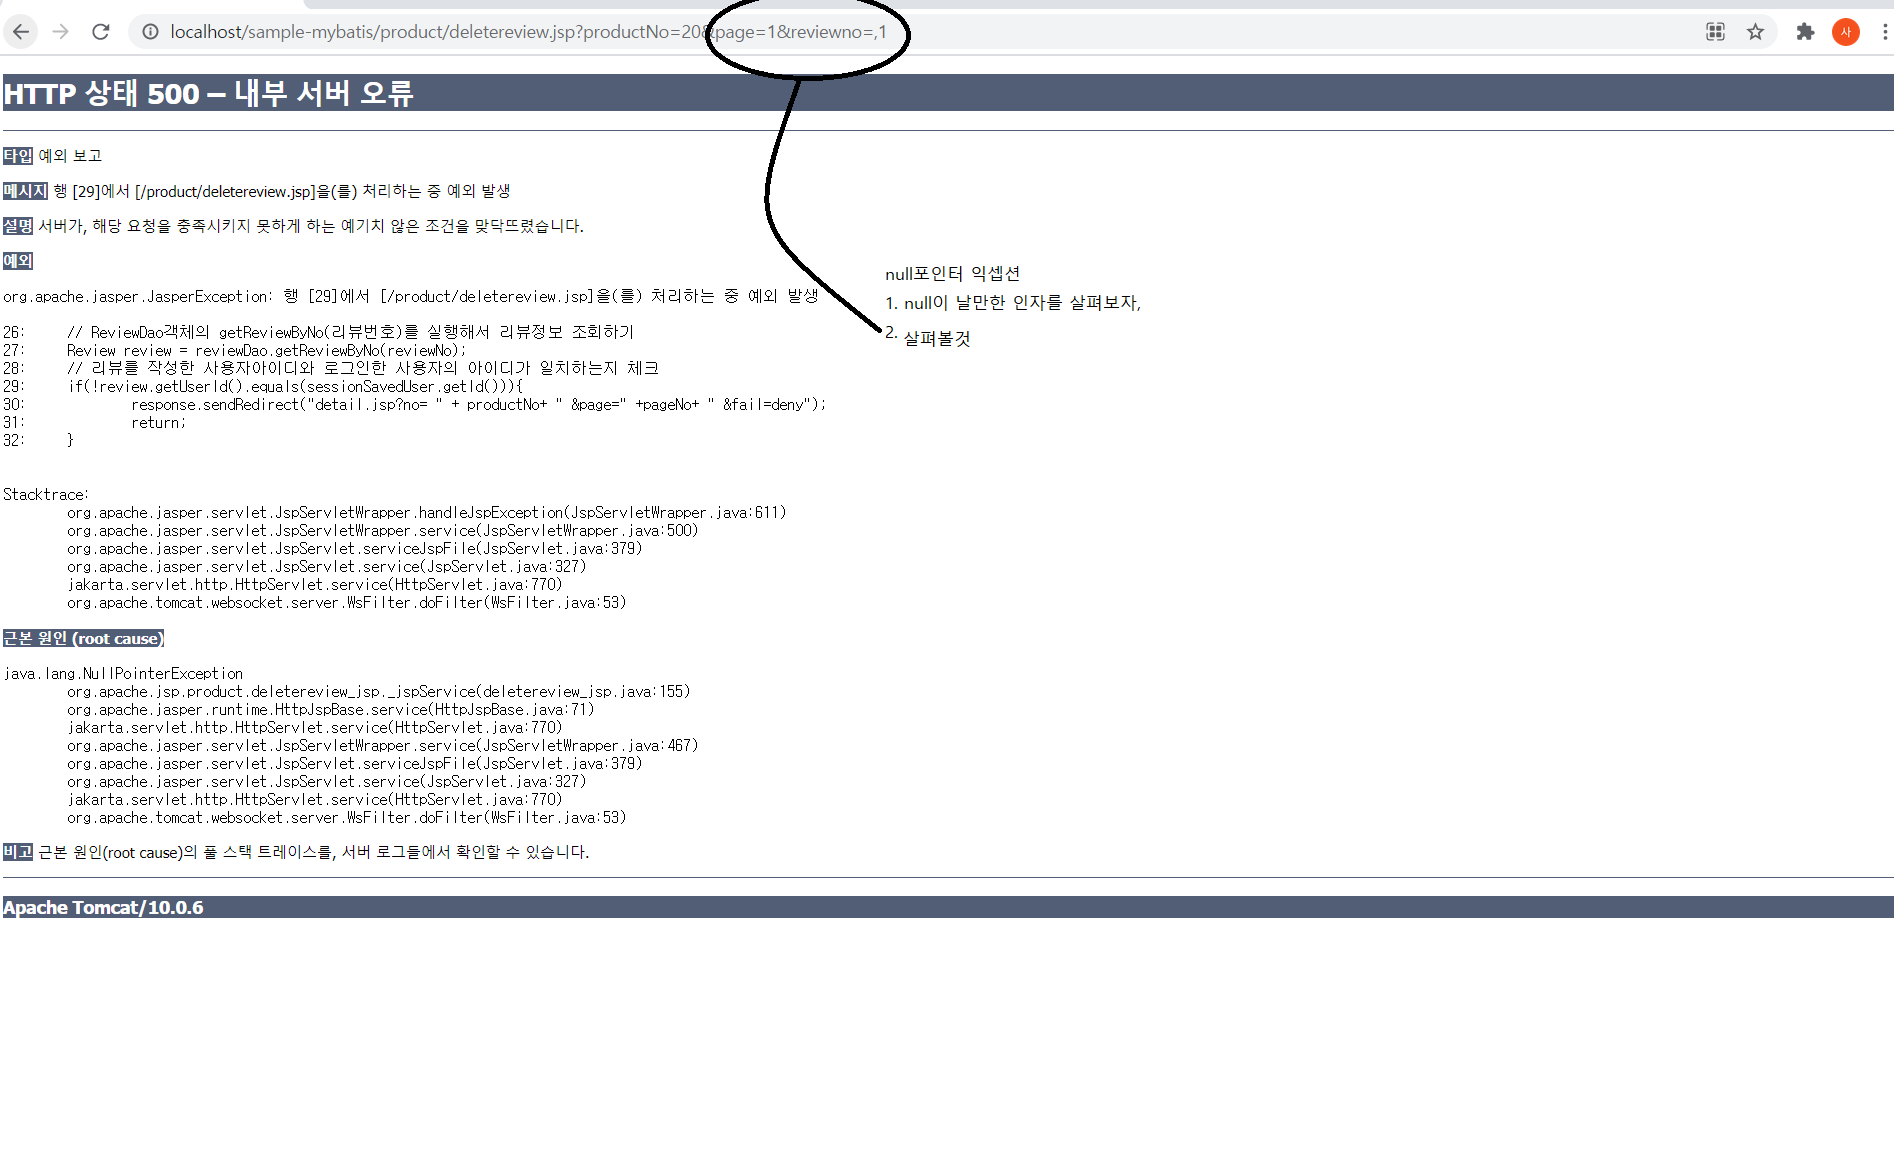 localhost/sample-mybatis/product/deletereview.jsp?productNo=20&page=1&reviewno=,1
사
HTTP 상태 500 – 내부 서버 오류
타입 예외 보고
메시지 행 [29]에서 [/product/deletereview.jsp]을(를) 처리하는 중 예외 발생
설명 서버가, 해당 요청을 충족시키지 못하게 하는 예기치 않은 조건을 맞닥뜨렸습니다.
예외
null포인터 익셉션
1. null이 날만한 인자를 살펴보자,
2. 살펴볼것
org.apache.jasper.JasperException: 행 [29]에서 [/product/deletereview.jsp]을(를) 처리하는 중 예외 발생
26: // ReviewDao객체의 getReviewByNo(리뷰번호)를 실행해서 리뷰정보 조회하기
27: Review review = reviewDao.getReviewByNo(reviewNo);
28: // 리뷰를 작성한 사용자아이디와 로그인한 사용자의 아이디가 일치하는지 체크
29: if(!review.getUserId().equals(sessionSavedUser.getId())){
30: response.sendRedirect("detail.jsp?no= " + productNo+ " &page=" +pageNo+ " &fail=deny");
31: return;
32: }
Stacktrace:
org.apache.jasper.servlet.JspServletWrapper.handleJspException(JspServletWrapper.java:611)
org.apache.jasper.servlet.JspServletWrapper.service(JspServletWrapper.java:500)
org.apache.jasper.servlet.JspServlet.serviceJspFile(JspServlet.java:379)
org.apache.jasper.servlet.JspServlet.service(JspServlet.java:327)
jakarta.servlet.http.HttpServlet.service(HttpServlet.java:770)
org.apache.tomcat.websocket.server.WsFilter.doFilter(WsFilter.java:53)
근본 원인 (root cause)
java.lang.NullPointerException
org.apache.jsp.product.deletereview_jsp._jspService(deletereview_jsp.java:155)
org.apache.jasper.runtime.HttpJspBase.service(HttpJspBase.java:71)
jakarta.servlet.http.HttpServlet.service(HttpServlet.java:770)
org.apache.jasper.servlet.JspServletWrapper.service(JspServletWrapper.java:467)
org.apache.jasper.servlet.JspServlet.serviceJspFile(JspServlet.java:379)
org.apache.jasper.servlet.JspServlet.service(JspServlet.java:327)
jakarta.servlet.http.HttpServlet.service(HttpServlet.java:770)
org.apache.tomcat.websocket.server.WsFilter.doFilter(WsFilter.java:53)
비고 근본 원인(root cause)의 풀 스택 트레이스를, 서버 로그들에서 확인할 수 있습니다.
Apache Tomcat/10.0.6